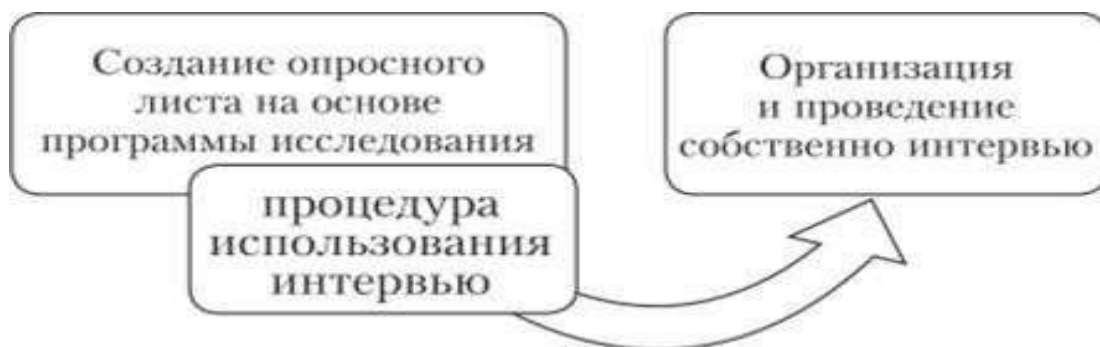 Создание опросного
листа на основе
программы исследования
процедура
использования
интервью
Организация
и проведение
собственно интервью